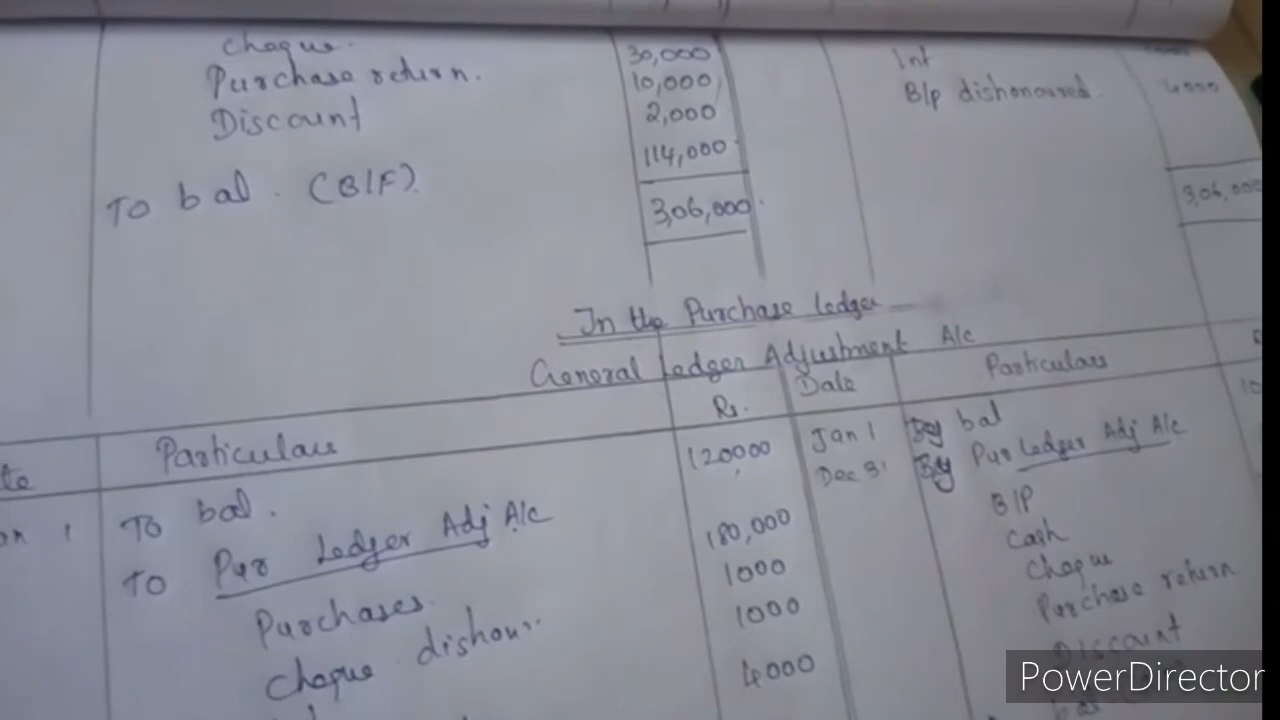 Cheque. 30,000 Int
Purchase return. 10,000 B/p dishonoured. 4000
Discount 2,000
To bal. (B/F). 114,000
3,06,000 3,06,000
In the Purchase ledger
General Ledger Adjustment A/c
Particulars Rs. Date Particulars
To bal. 120000 Jan 1 By bal
To Pur Ledger Adj A/c Dec 31 By Pur Ledger Adj A/c
Purchases. 180,000 B/P
Cheque dishon.. 1000 Cash
1000 Cheque
4000 Purchase return
Discount
PowerDirector